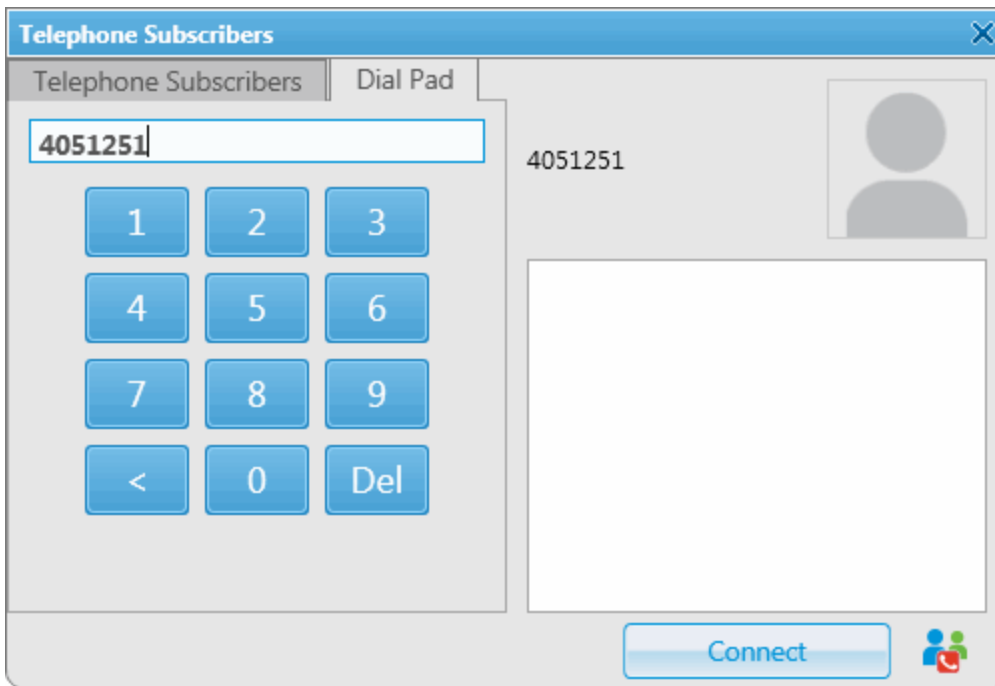 Telephone Subscribers
Telephone Subscribers
Dial Pad
4051251
1 2 3
4 5 6
7 8 9
< 0 Del
4051251
Connect